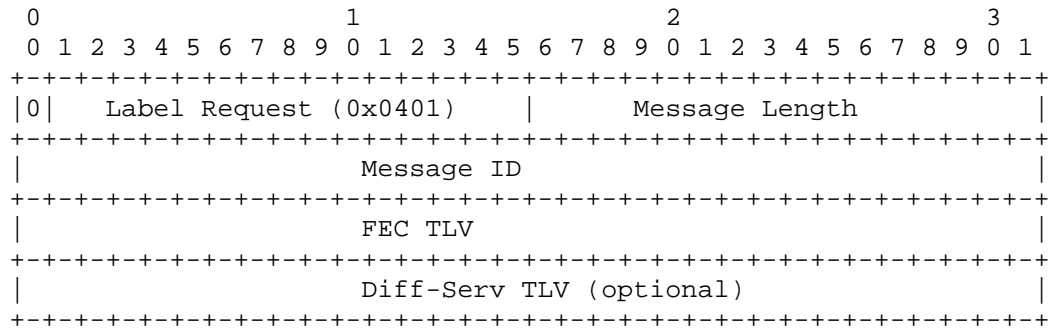 0                   1                   2                   3
 0 1 2 3 4 5 6 7 8 9 0 1 2 3 4 5 6 7 8 9 0 1 2 3 4 5 6 7 8 9 0 1
+-+-+-+-+-+-+-+-+-+-+-+-+-+-+-+-+-+-+-+-+-+-+-+-+-+-+-+-+-+-+-+-+
|0|   Label Request (0x0401)    |      Message Length           |
+-+-+-+-+-+-+-+-+-+-+-+-+-+-+-+-+-+-+-+-+-+-+-+-+-+-+-+-+-+-+-+-+
|                     Message ID                                |
+-+-+-+-+-+-+-+-+-+-+-+-+-+-+-+-+-+-+-+-+-+-+-+-+-+-+-+-+-+-+-+-+
|                     FEC TLV                                   |
+-+-+-+-+-+-+-+-+-+-+-+-+-+-+-+-+-+-+-+-+-+-+-+-+-+-+-+-+-+-+-+-+
|                     Diff-Serv TLV (optional)                  |
+-+-+-+-+-+-+-+-+-+-+-+-+-+-+-+-+-+-+-+-+-+-+-+-+-+-+-+-+-+-+-+-+